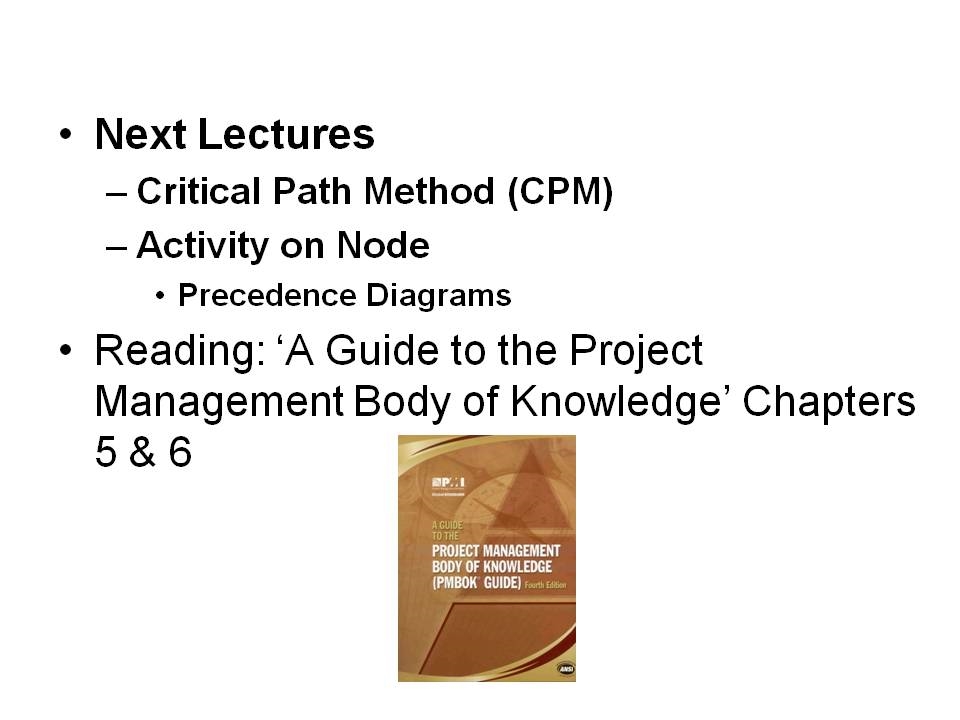 • Next Lectures
– Critical Path Method (CPM)
– Activity on Node
• Precedence Diagrams
• Reading: ‘A Guide to the Project
Management Body of Knowledge’ Chapters
5 & 6
PMI
A GUIDE
TO THE
PROJECT MANAGEMENT
BODY OF KNOWLEDGE
(PMBOK® GUIDE) Fourth Edition
ANSI